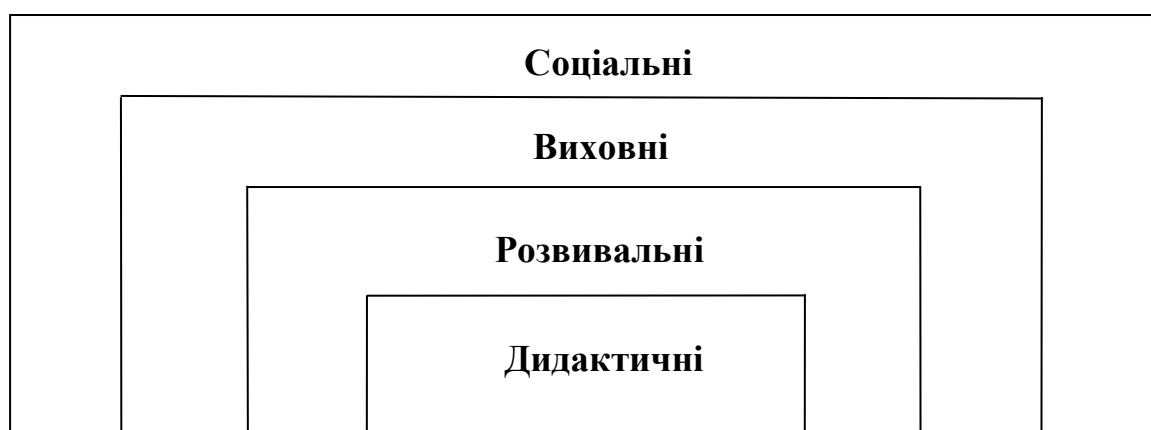 Соціальні
Виховні
Розвивальні
Дидактичні